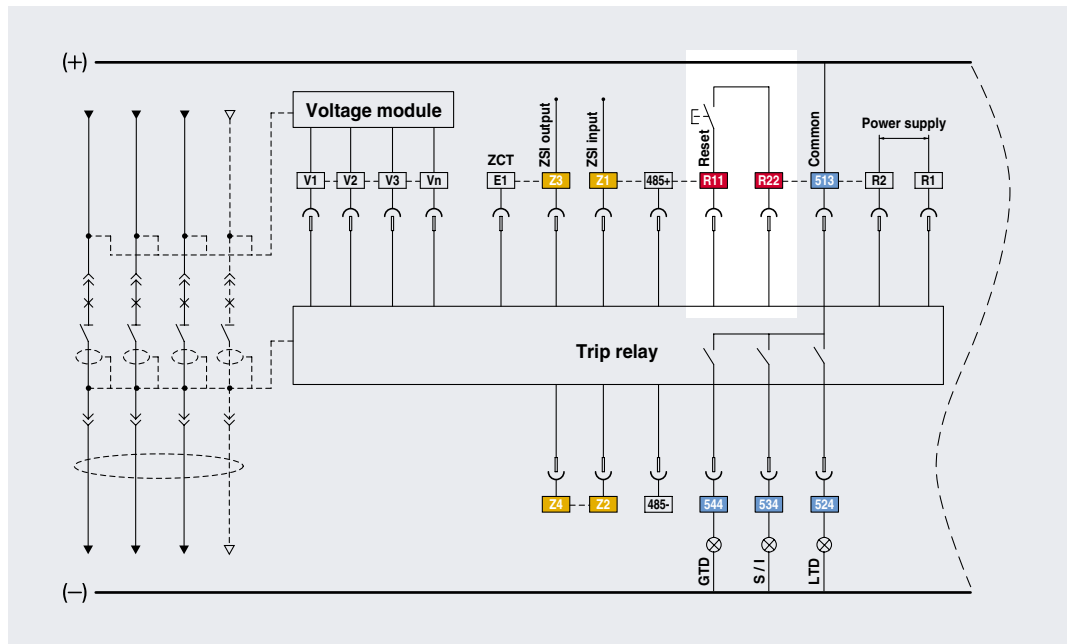 (+)
Voltage module
ZCT
ZSI output
ZSI input
Reset
Common
Power supply
V1
V2
V3
Vn
E1
Z3
Z1
485+
R11
R22
513
R2
R1
Trip relay
Z4
Z2
485-
544
534
524
GTD
S / I
LTD
(—)